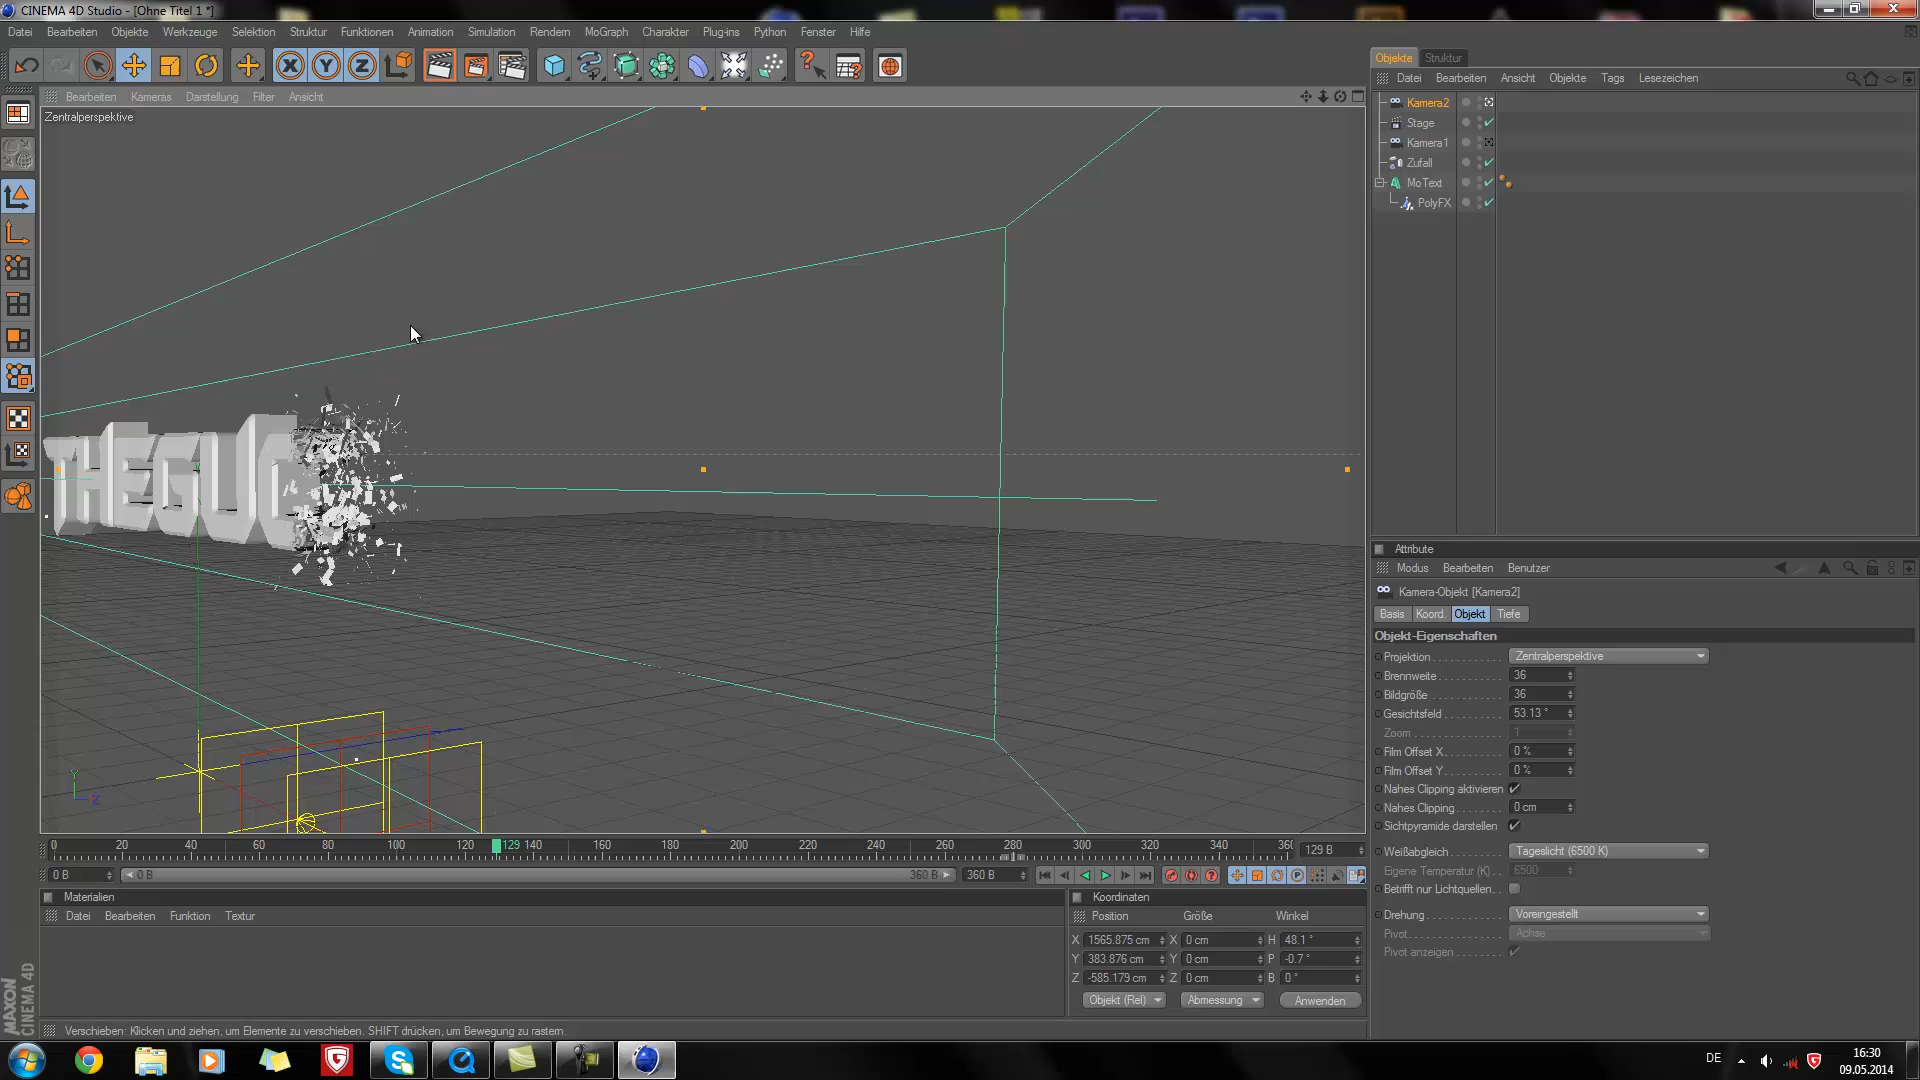 CINEMA 4D Studio - [Ohne Titel 1 *]
Datei Bearbeiten Objekte Werkzeuge Selektion Struktur Funktionen Animation Simulation Rendern MoGraph Charakter Plug-ins Python Fenster Hilfe
Bearbeiten Kameras Darstellung Filter Ansicht
Zentralperspektive
THEGUC
Y
Z
0 20 40 60 80 100 120 129 140 160 180 200 220 240 260 280 300 320 340 36
129 B
0 B
0 B
360 B
360 B
Materialien
Datei Bearbeiten Funktion Textur
Koordinaten
Position Größe Winkel
X 1565.875 cm X 0 cm H 48.1 °
Y 383.876 cm Y 0 cm P -0.7 °
Z -585.179 cm Z 0 cm B 0 °
Objekt (Rel) Abmessung Anwenden
Verschieben: Klicken und ziehen, um Elemente zu verschieben. SHIFT drücken, um Bewegung zu rastern.
MAXON
CINEMA 4D
Objekte Struktur
Datei Bearbeiten Ansicht Objekte Tags Lesezeichen
Kamera2
Stage
Kamera1
Zufall
MoText
PolyFX
Attribute
Modus Bearbeiten Benutzer
Kamera-Objekt [Kamera2]
Basis Koord. Objekt Tiefe
Objekt-Eigenschaften
Projektion Zentralperspektive
Brennweite 36
Bildgröße 36
Gesichtsfeld 53.13 °
Zoom 1
Film Offset X 0 %
Film Offset Y 0 %
Nahes Clipping aktivieren
Nahes Clipping 0 cm
Sichtpyramide darstellen
Weißabgleich Tageslicht (6500 K)
Eigene Temperatur (K) 6500
Betrifft nur Lichtquellen
Drehung Voreingestellt
Pivot Achse
Pivot anzeigen
DE
16:30
09.05.2014